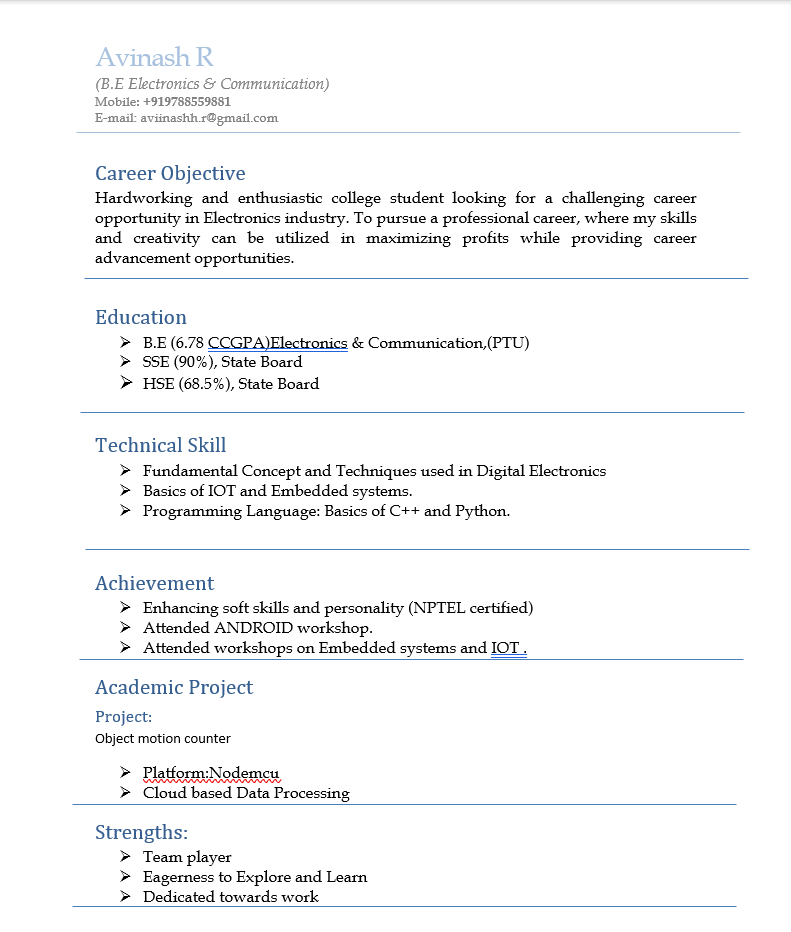 Avinash R
(B.E Electronics & Communication)
Mobile: +919788559881
E-mail: aviinashh.r@gmail.com
Career Objective
Hardworking and enthusiastic college student looking for a challenging career
opportunity in Electronics industry. To pursue a professional career, where my skills
and creativity can be utilized in maximizing profits while providing career
advancement opportunities.
Education
➢ B.E (6.78 CCGPA)Electronics & Communication,(PTU)
➢ SSE (90%), State Board
➢ HSE (68.5%), State Board
Technical Skill
➢ Fundamental Concept and Techniques used in Digital Electronics
➢ Basics of IOT and Embedded systems.
➢ Programming Language: Basics of C++ and Python.
Achievement
➢ Enhancing soft skills and personality (NPTEL certified)
➢ Attended ANDROID workshop.
➢ Attended workshops on Embedded systems and IOT .
Academic Project
Project:
Object motion counter
➢ Platform:Nodemcu
➢ Cloud based Data Processing
Strengths:
➢ Team player
➢ Eagerness to Explore and Learn
➢ Dedicated towards work